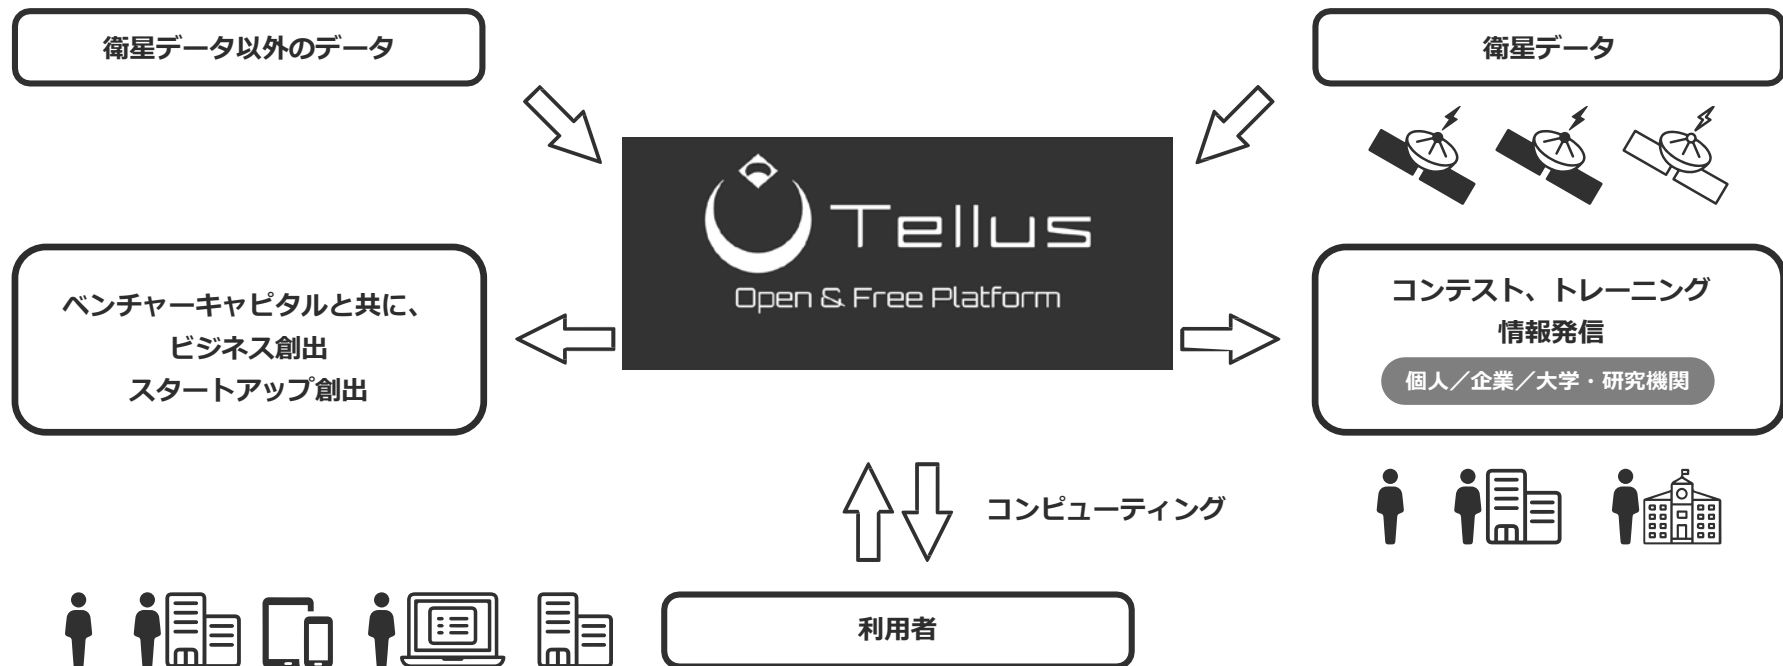 衛星データ以外のデータ
衛星データ
Tellus
Open & Free Platform
ベンチャーキャピタルと共に、
ビジネス創出
スタートアップ創出
コンテスト、トレーニング
情報発信
個人／企業／大学・研究機関
コンピューティング
利用者